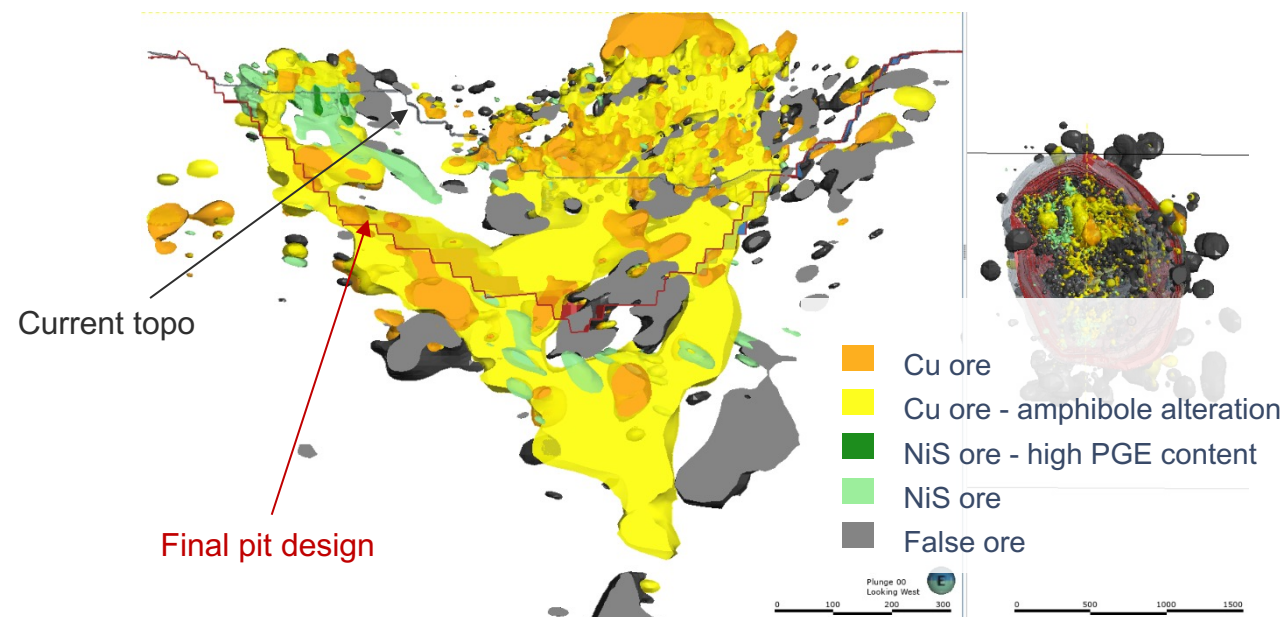 Current topo
Final pit design
Cu ore
Cu ore - amphibole alteration
NiS ore - high PGE content
NiS ore
False ore
Plunge 00
Looking West
E
0 100 200 300
0 500 1000 1500